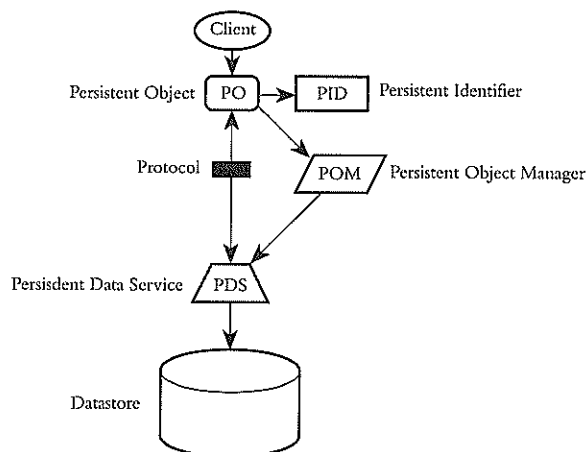 Client
Persistent Object
PO
PID
Persistent Identifier
Protocol
POM
Persistent Object Manager
Persisdent Data Service
PDS
Datastore